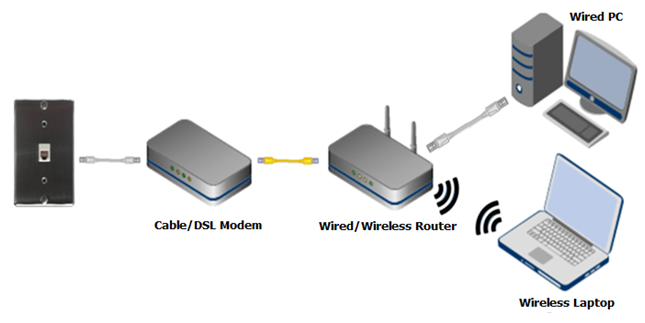 Wired PC
Cable/DSL Modem
Wired/Wireless Router
Wireless Laptop